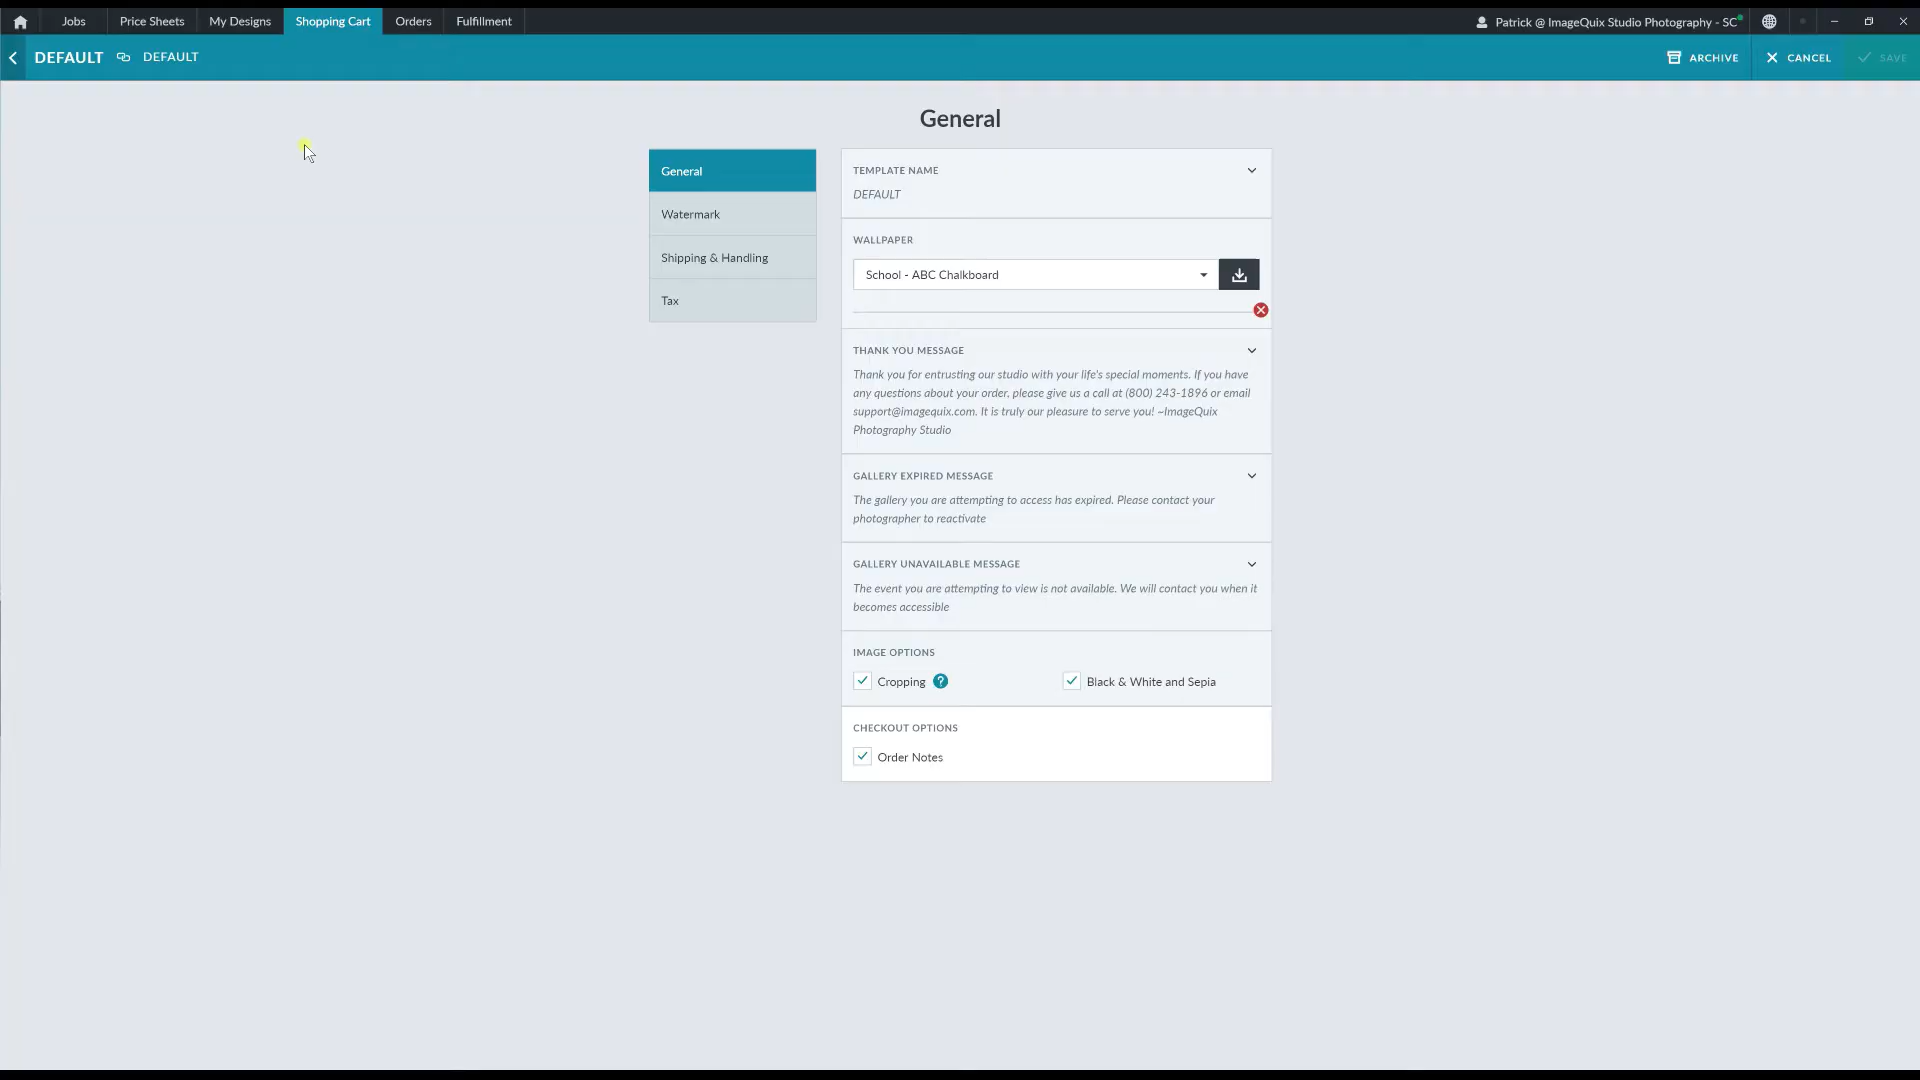 Jobs
Price Sheets
My Designs
Shopping Cart
Orders
Fulfillment
Patrick @ ImageQuix Studio Photography - SC
DEFAULT
DEFAULT
ARCHIVE
CANCEL
SAVE
General
General
Watermark
Shipping & Handling
Tax
TEMPLATE NAME
DEFAULT
WALLPAPER
School - ABC Chalkboard
THANK YOU MESSAGE
Thank you for entrusting our studio with your life's special moments. If you have
any questions about your order, please give us a call at (800) 243-1896 or email
support@imagequix.com. It is truly our pleasure to serve you! ~ImageQuix
Photography Studio
GALLERY EXPIRED MESSAGE
The gallery you are attempting to access has expired. Please contact your
photographer to reactivate
GALLERY UNAVAILABLE MESSAGE
The event you are attempting to view is not available. We will contact you when it
becomes accessible
IMAGE OPTIONS
Cropping ?
Black & White and Sepia
CHECKOUT OPTIONS
Order Notes